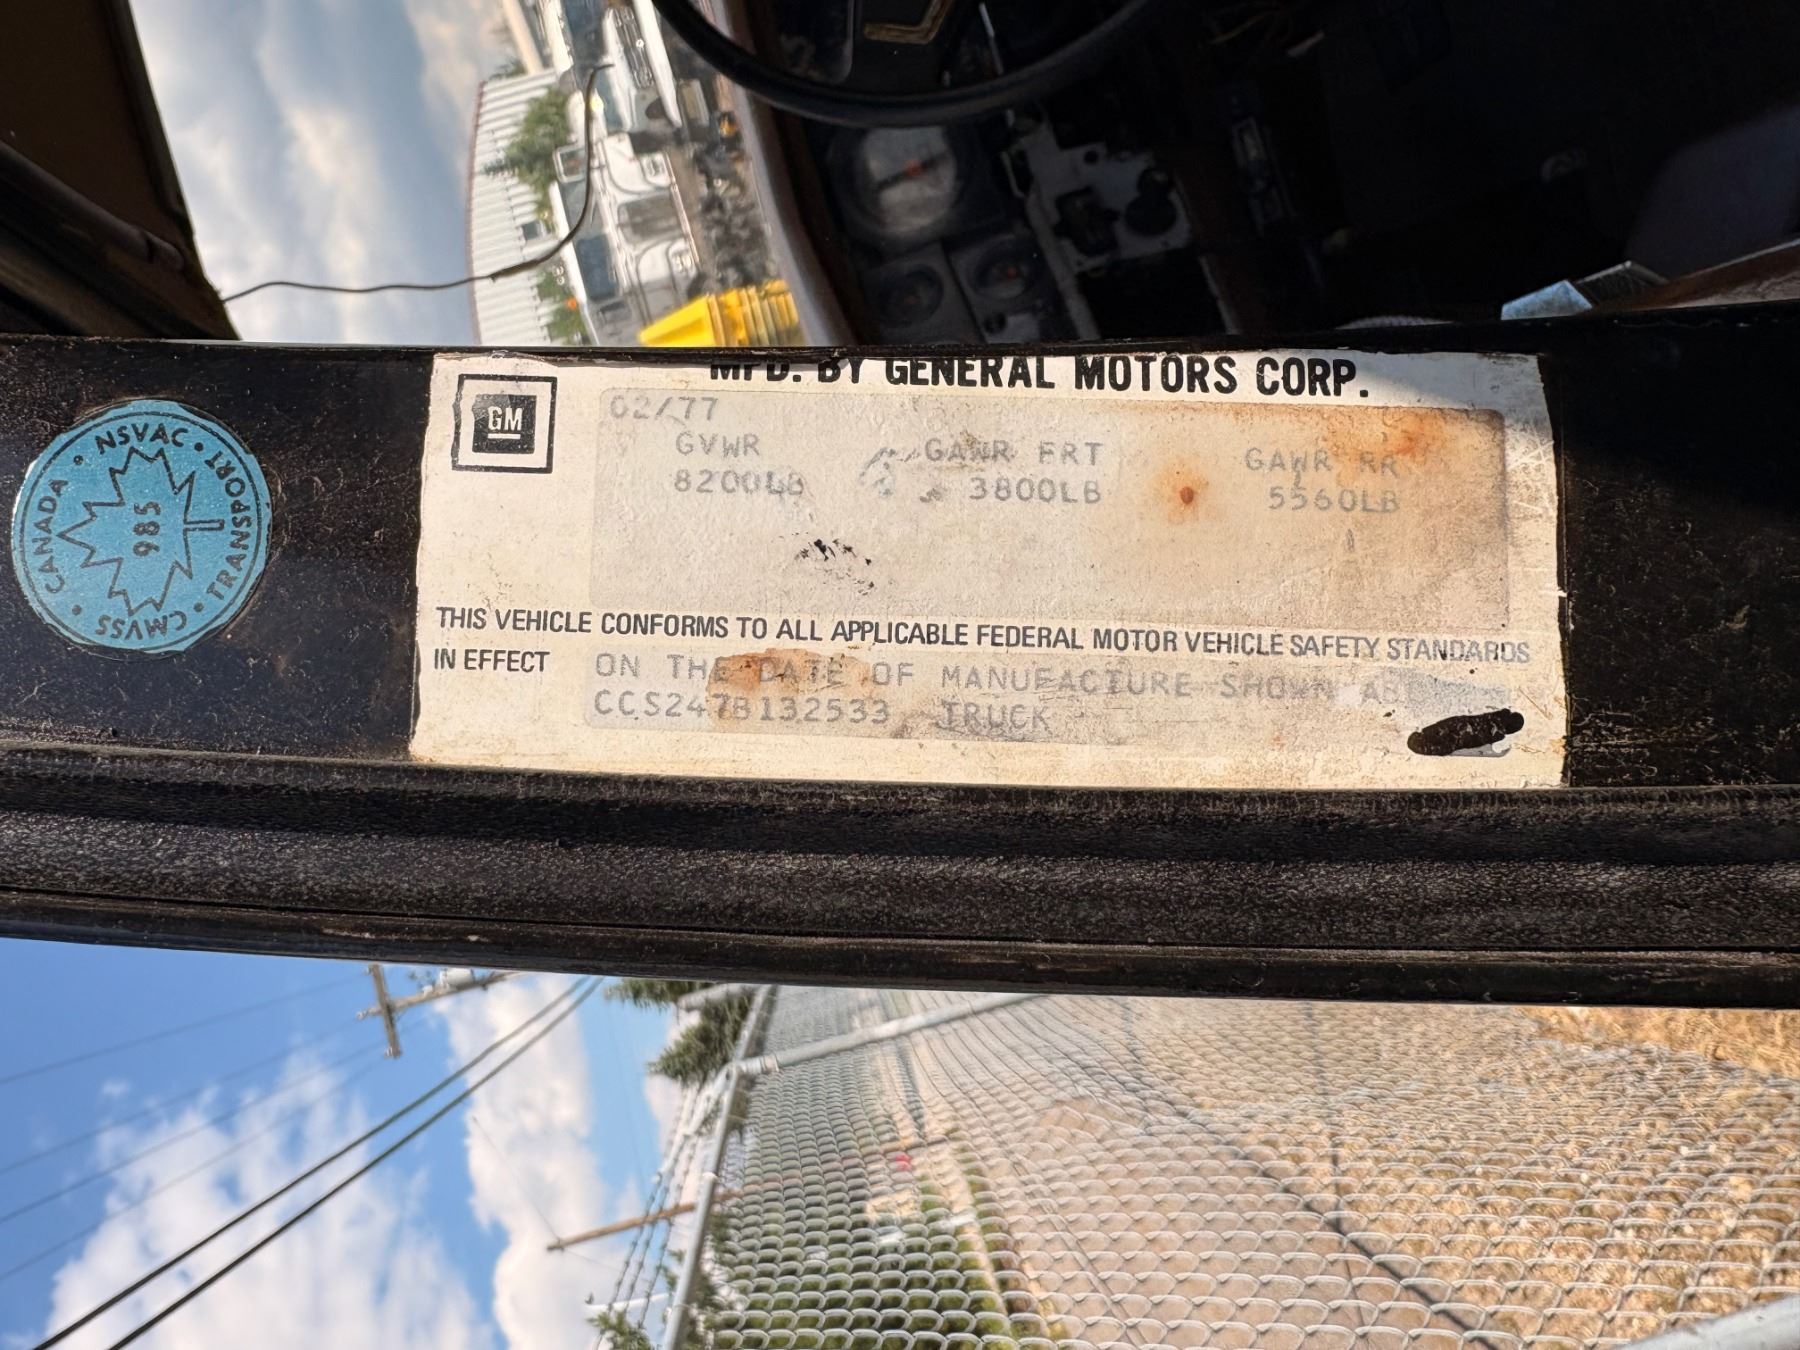 NSVAC • TRANSPORT • CMVSS • CANADA •
985
GM
MFD. BY GENERAL MOTORS CORP.
02/77
GVWR GAWR FRT GAWR RR
8200LB 3800LB 5560LB
THIS VEHICLE CONFORMS TO ALL APPLICABLE FEDERAL MOTOR VEHICLE SAFETY STANDARDS
IN EFFECT ON THE DATE OF MANUFACTURE SHOWN
CCS247B132533 TRUCK